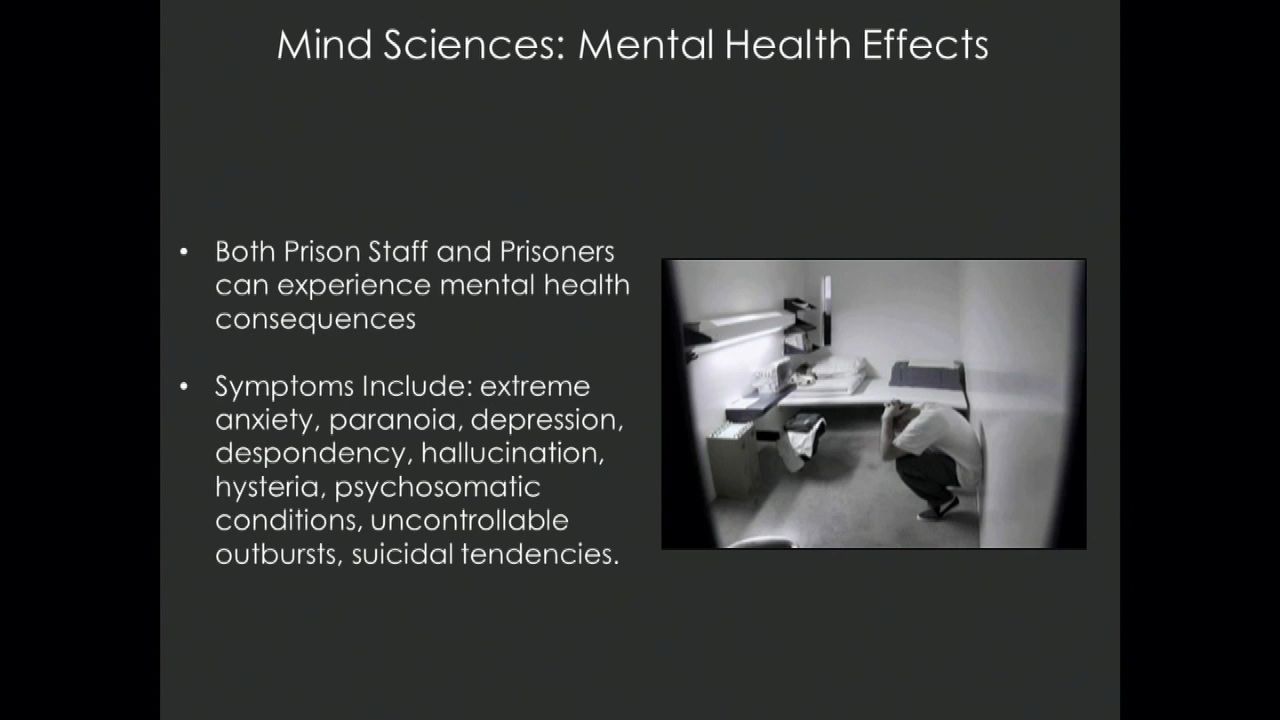 Mind Sciences: Mental Health Effects
• Both Prison Staff and Prisoners
can experience mental health
consequences
• Symptoms Include: extreme
anxiety, paranoia, depression,
despondency, hallucination,
hysteria, psychosomatic
conditions, uncontrollable
outbursts, suicidal tendencies.